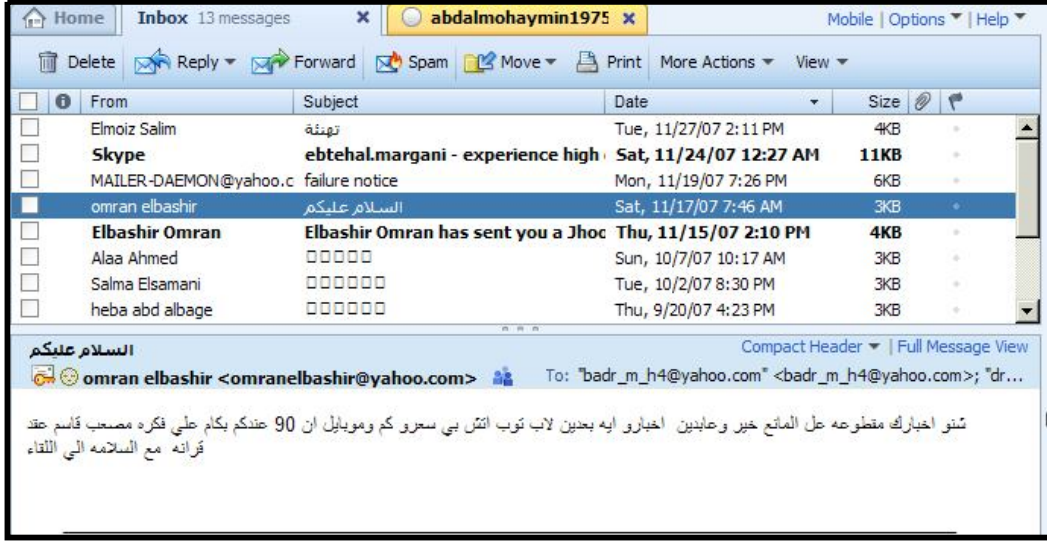 Home Inbox 13 messages x abdalmohaymin1975 x Mobile | Options | Help
Delete Reply Forward Spam Move Print More Actions View
From Subject Date Size
Elmoiz Salim تهنئة Tue, 11/27/07 2:11 PM 4KB
Skype ebtehal.margani - experience high Sat, 11/24/07 12:27 AM 11KB
MAILER-DAEMON@yahoo.c failure notice Mon, 11/19/07 7:26 PM 6KB
omran elbashir السلام عليكم Sat, 11/17/07 7:46 AM 3KB
Elbashir Omran Elbashir Omran has sent you a Jhoo Thu, 11/15/07 2:10 PM 4KB
Alaa Ahmed □□□□□ Sun, 10/7/07 10:17 AM 3KB
Salma Elsamani □□□□□□ Tue, 10/2/07 8:30 PM 3KB
heba abd albage □□□□□□ Thu, 9/20/07 4:23 PM 3KB
السلام عليكم Compact Header | Full Message View
omran elbashir <omranelbashir@yahoo.com> To: "badr_m_h4@yahoo.com" <badr_m_h4@yahoo.com>; "dr...
شنو اخبارك مقطوعه عل المانع خير وعابدين اخبارو ايه بعدين لاب توب اتش بي سعرو كم وموبايل ان 90 عندكم بكام علي فكره مصعب قاسم عقد
قرانه مع السلامه الي اللقاء